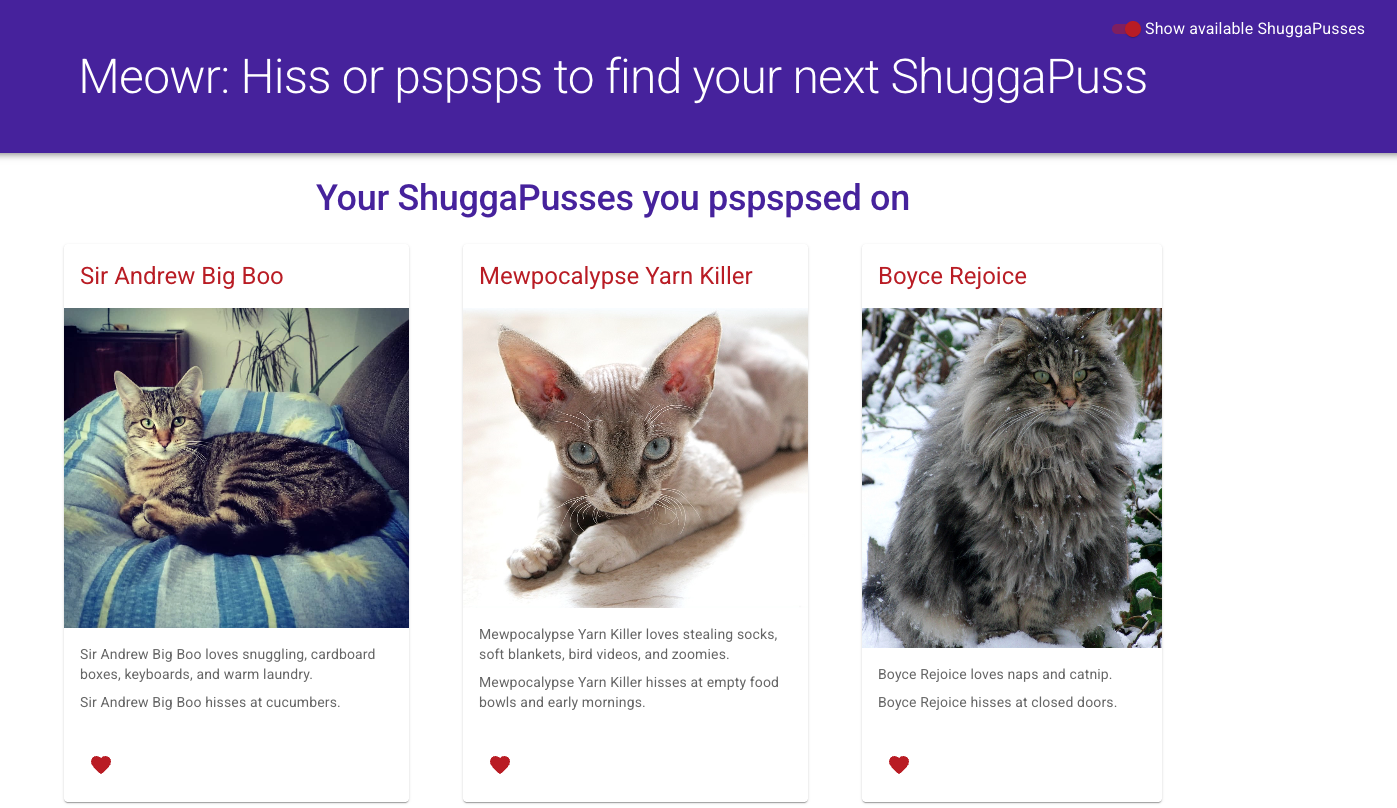 Show available ShuggaPusses
Meowr: Hiss or pspsps to find your next ShuggaPuss
Your ShuggaPusses you pspspsed on
Sir Andrew Big Boo
Sir Andrew Big Boo loves snuggling, cardboard
boxes, keyboards, and warm laundry.
Sir Andrew Big Boo hisses at cucumbers.
Mewpocalypse Yarn Killer
Mewpocalypse Yarn Killer loves stealing socks,
soft blankets, bird videos, and zoomies.
Mewpocalypse Yarn Killer hisses at empty food
bowls and early mornings.
Boyce Rejoice
Boyce Rejoice loves naps and catnip.
Boyce Rejoice hisses at closed doors.